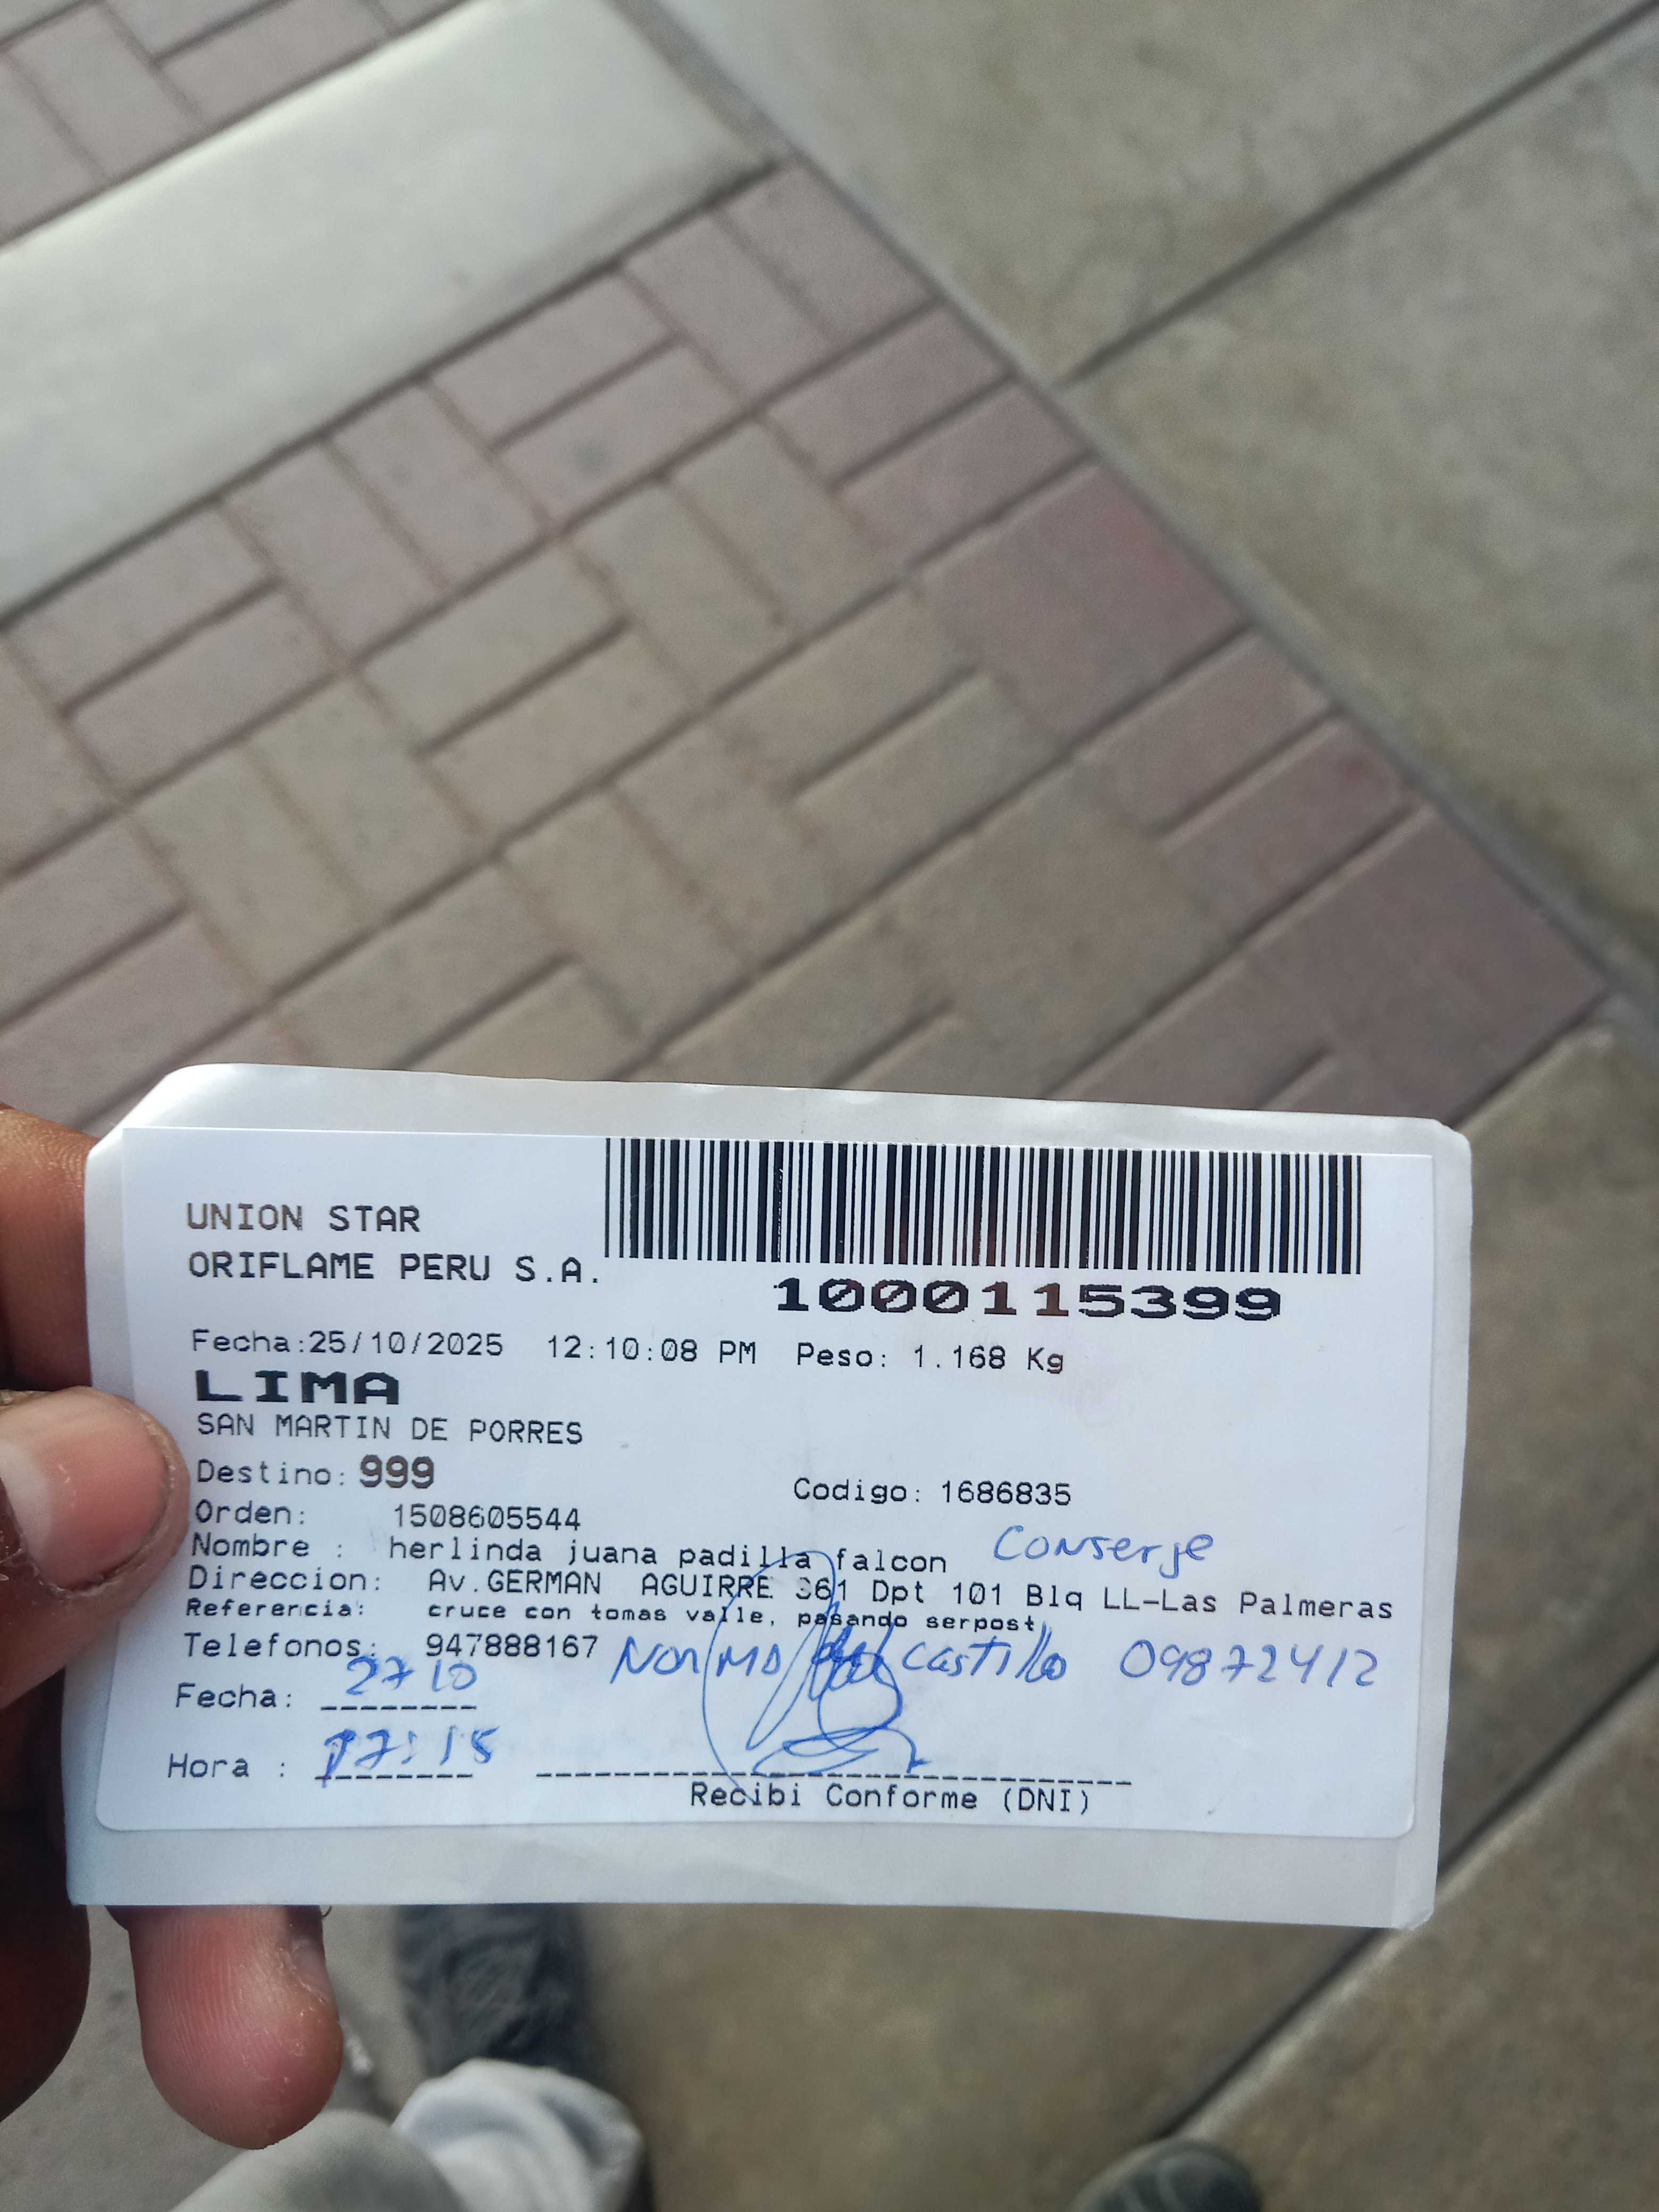 UNION STAR
ORIFLAME PERU S.A.
1000115399
Fecha:25/10/2025 12:10:08 PM Peso: 1.168 Kg
LIMA
SAN MARTIN DE PORRES
Destino: 999
Codigo: 1686835
Orden: 1508605544
Nombre : herlinda juana padilla falcon Conserje
Direccion: Av.GERMAN AGUIRRE 361 Dpt 101 Blq LL-Las Palmeras
Referencia: cruce con tomas valle, pasando serpost
Telefonos: 947888167
castillo 09872412
Fecha: 27 10
Hora : 17:15
Recibi Conforme (DNI)